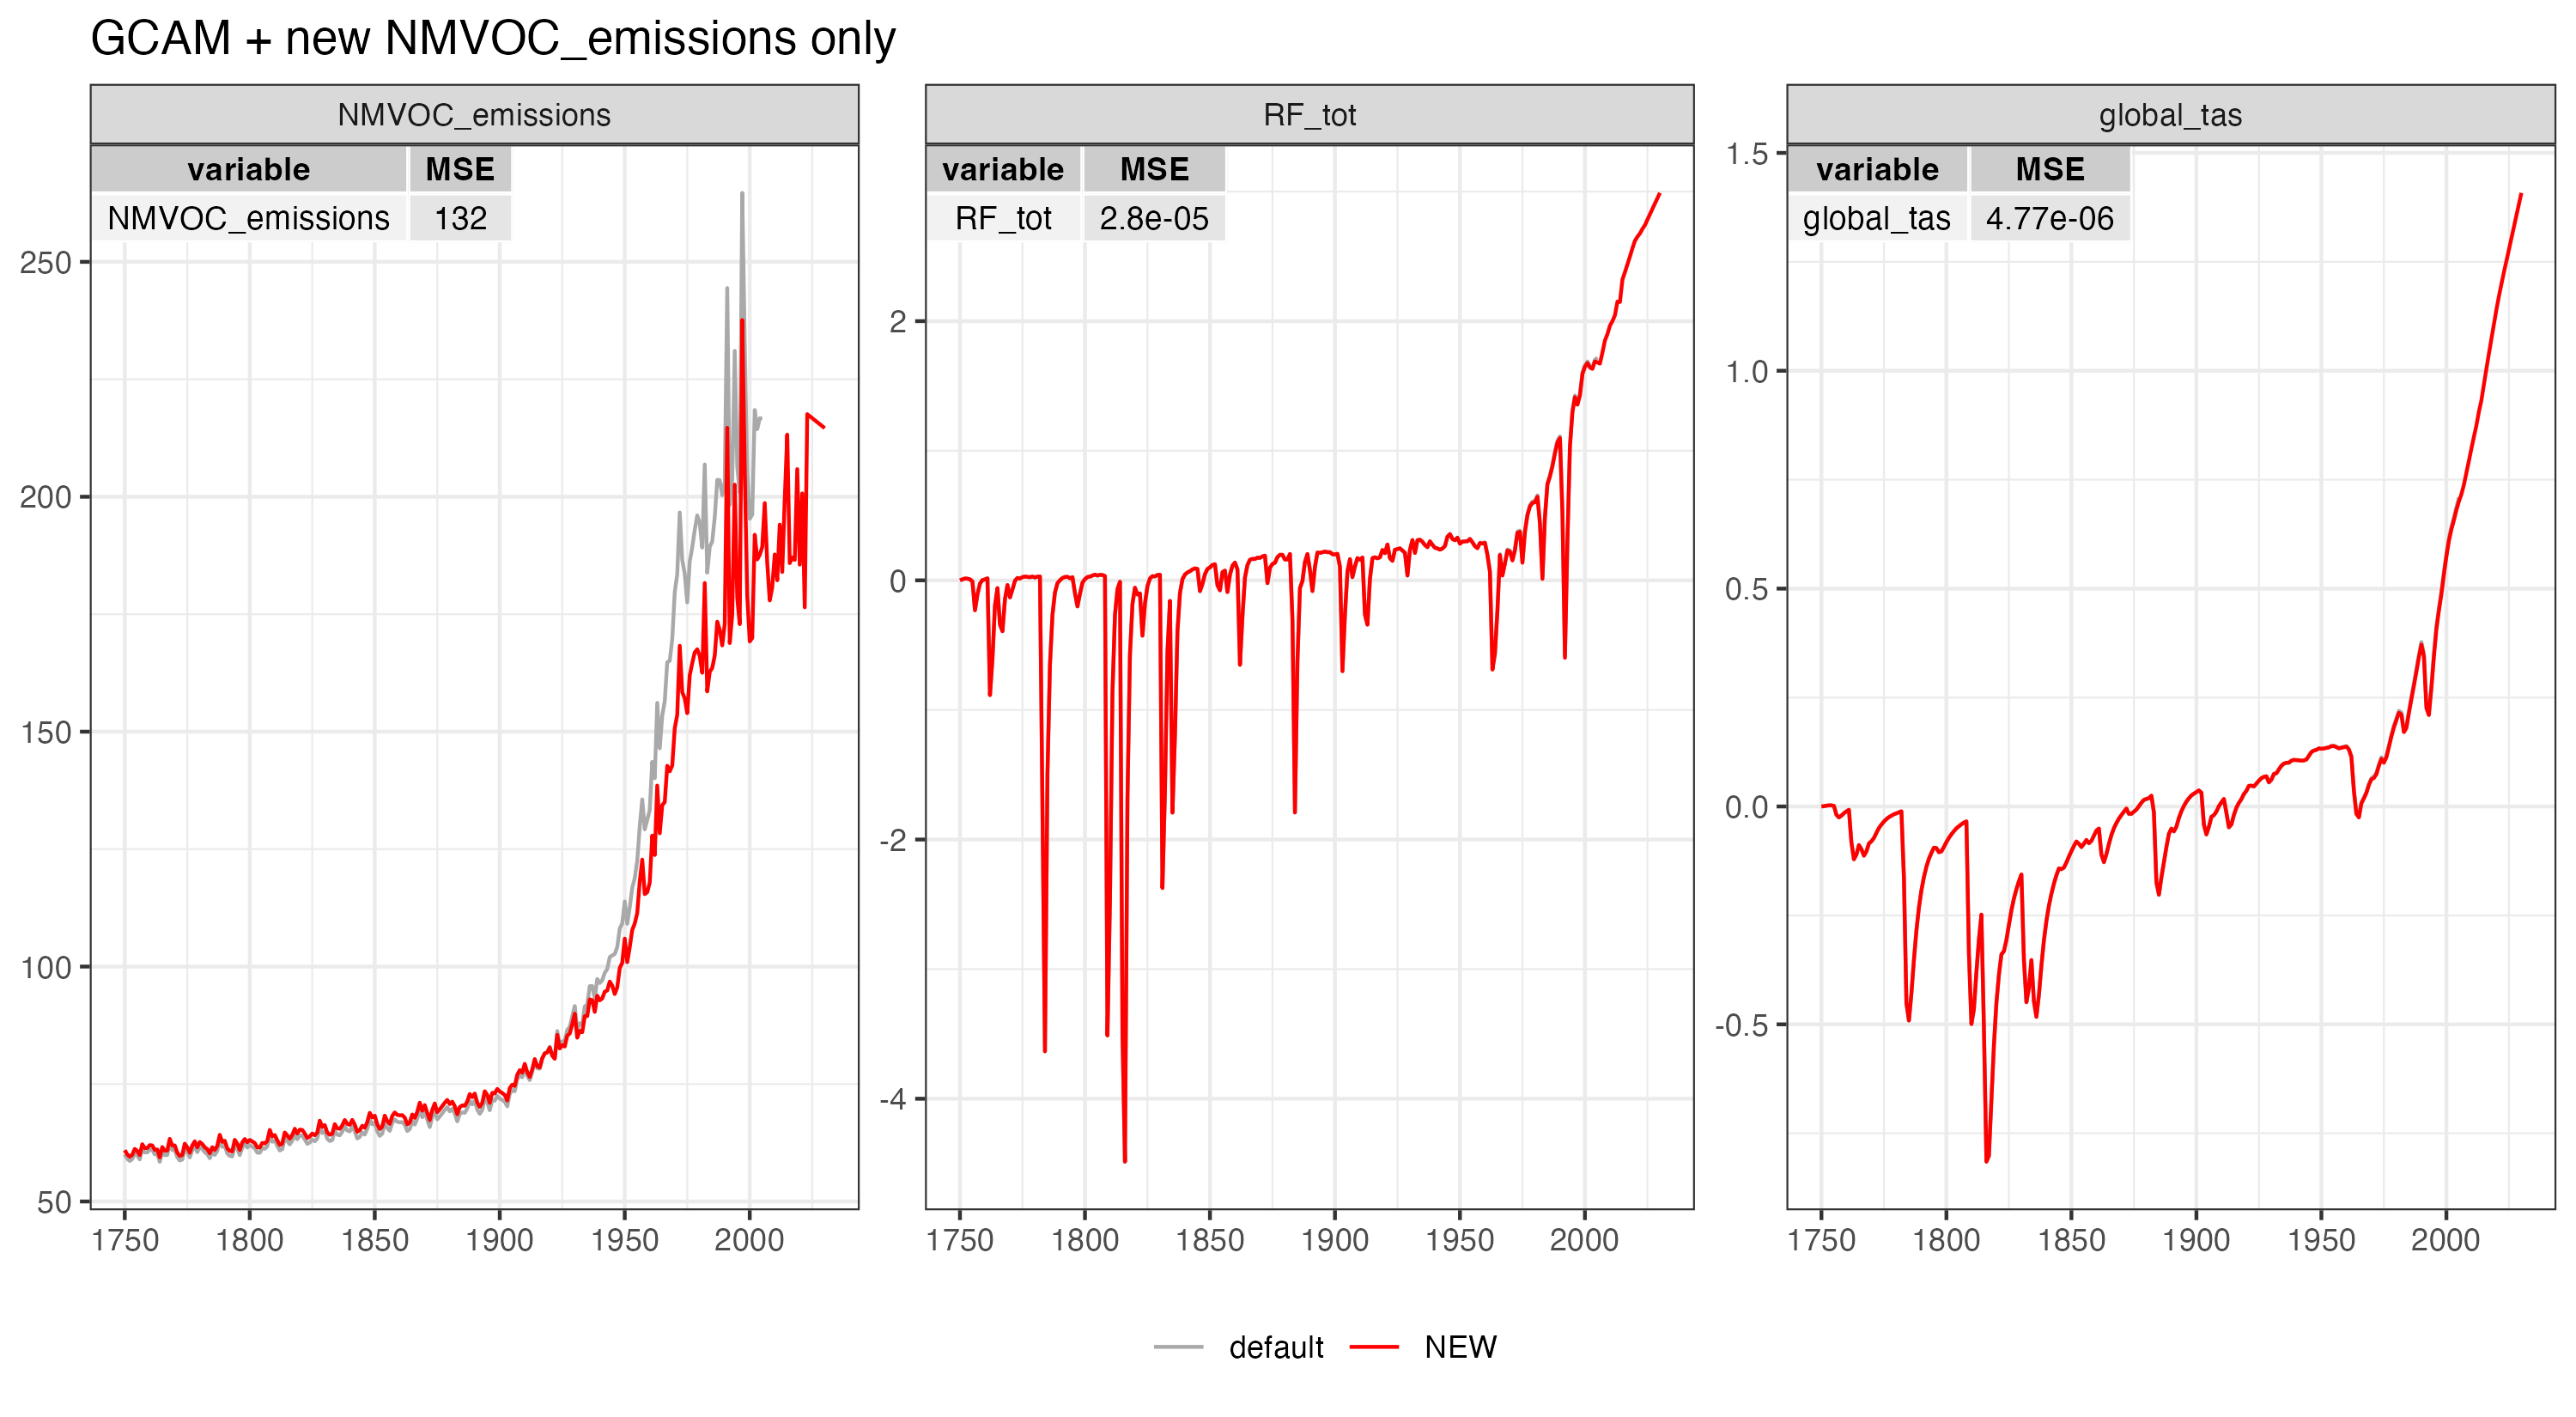 GCAM + new NMVOC_emissions only
NMVOC_emissions
variable MSE
NMVOC_emissions 132
250
200
150
100
50
1750 1800 1850 1900 1950 2000
RF_tot
variable MSE
RF_tot 2.8e-05
2
0
-2
-4
1750 1800 1850 1900 1950 2000
global_tas
variable MSE
global_tas 4.77e-06
1.5
1.0
0.5
0.0
-0.5
1750 1800 1850 1900 1950 2000
default NEW